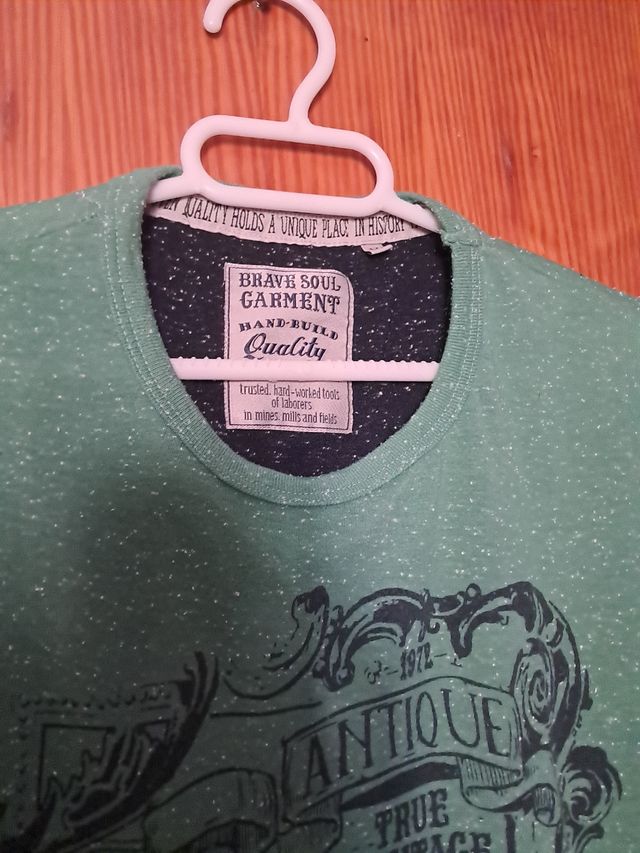 QUALITY HOLDS A UNIQUE PLACE IN HISTORY
BRAVE SOUL
GARMENT
HAND-BUILD
Quality
trusted, hard-worked tools
of laborers
in mines, mills and fields
1972
ANTIQUE
TRUE